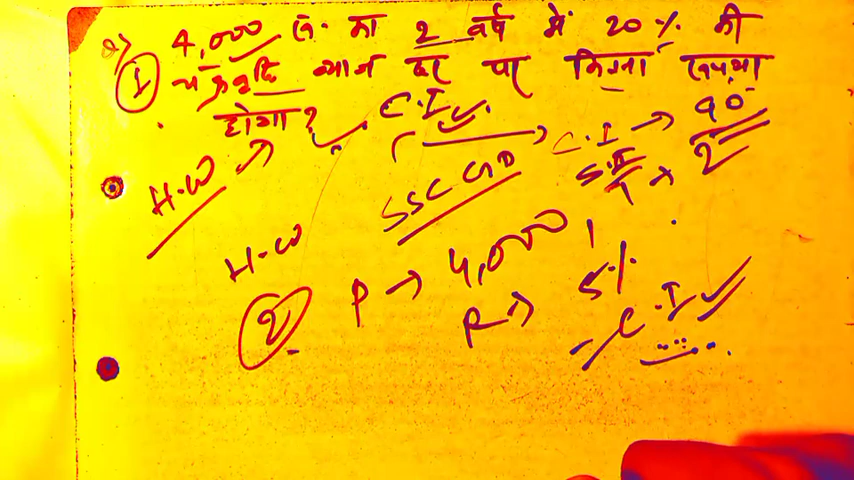 Q> 4,000 रु. का 2 वर्ष में 20% की
① चक्रवृद्धि ब्याज दर पर कितना रुपया
होगा?
C.I
H.W →
SSC GD
C.I → 90
S.I
2
H.W
② P → 4,000
R → 5%
C.I